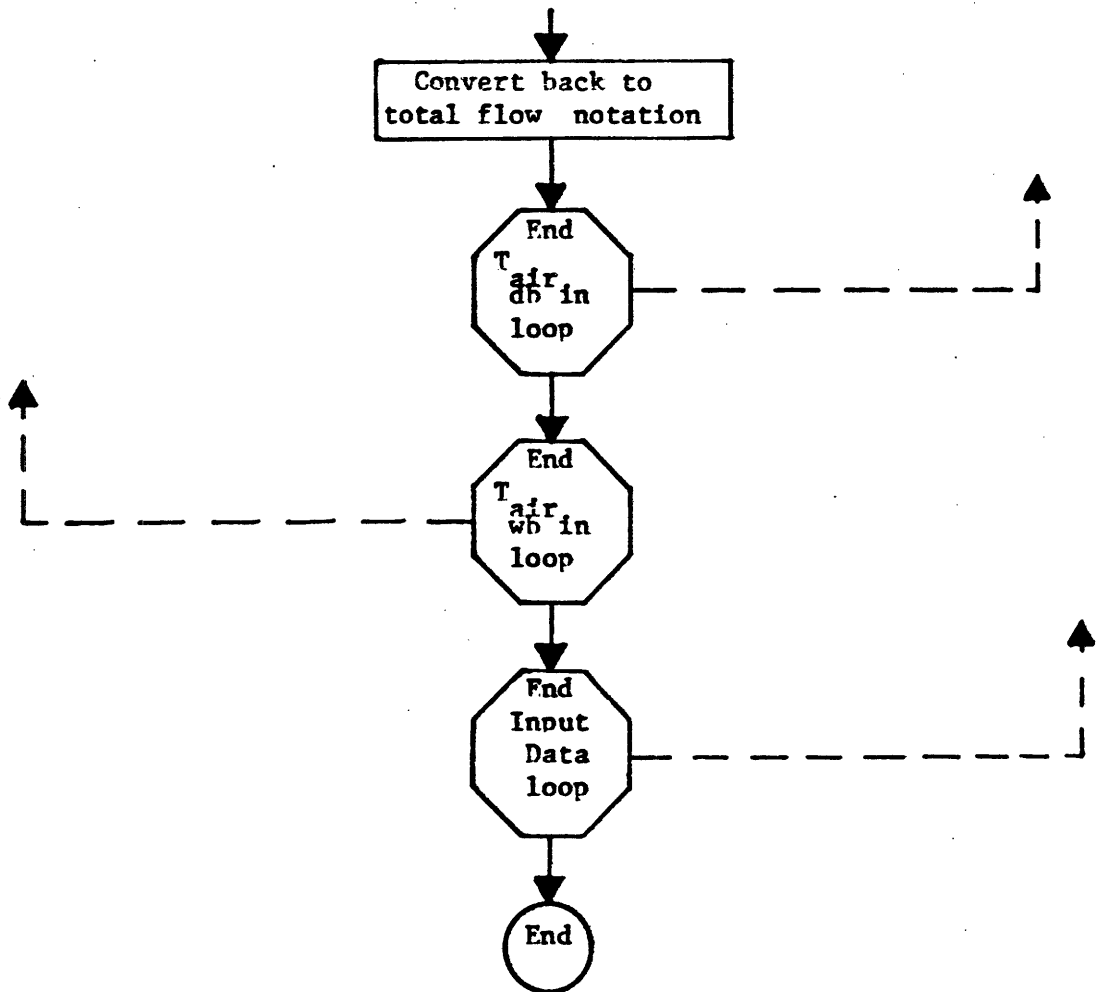 Convert back to
total flow notation
End
T
air
db in
loop
End
T
air
wb in
loop
End
Input
Data
loop
End